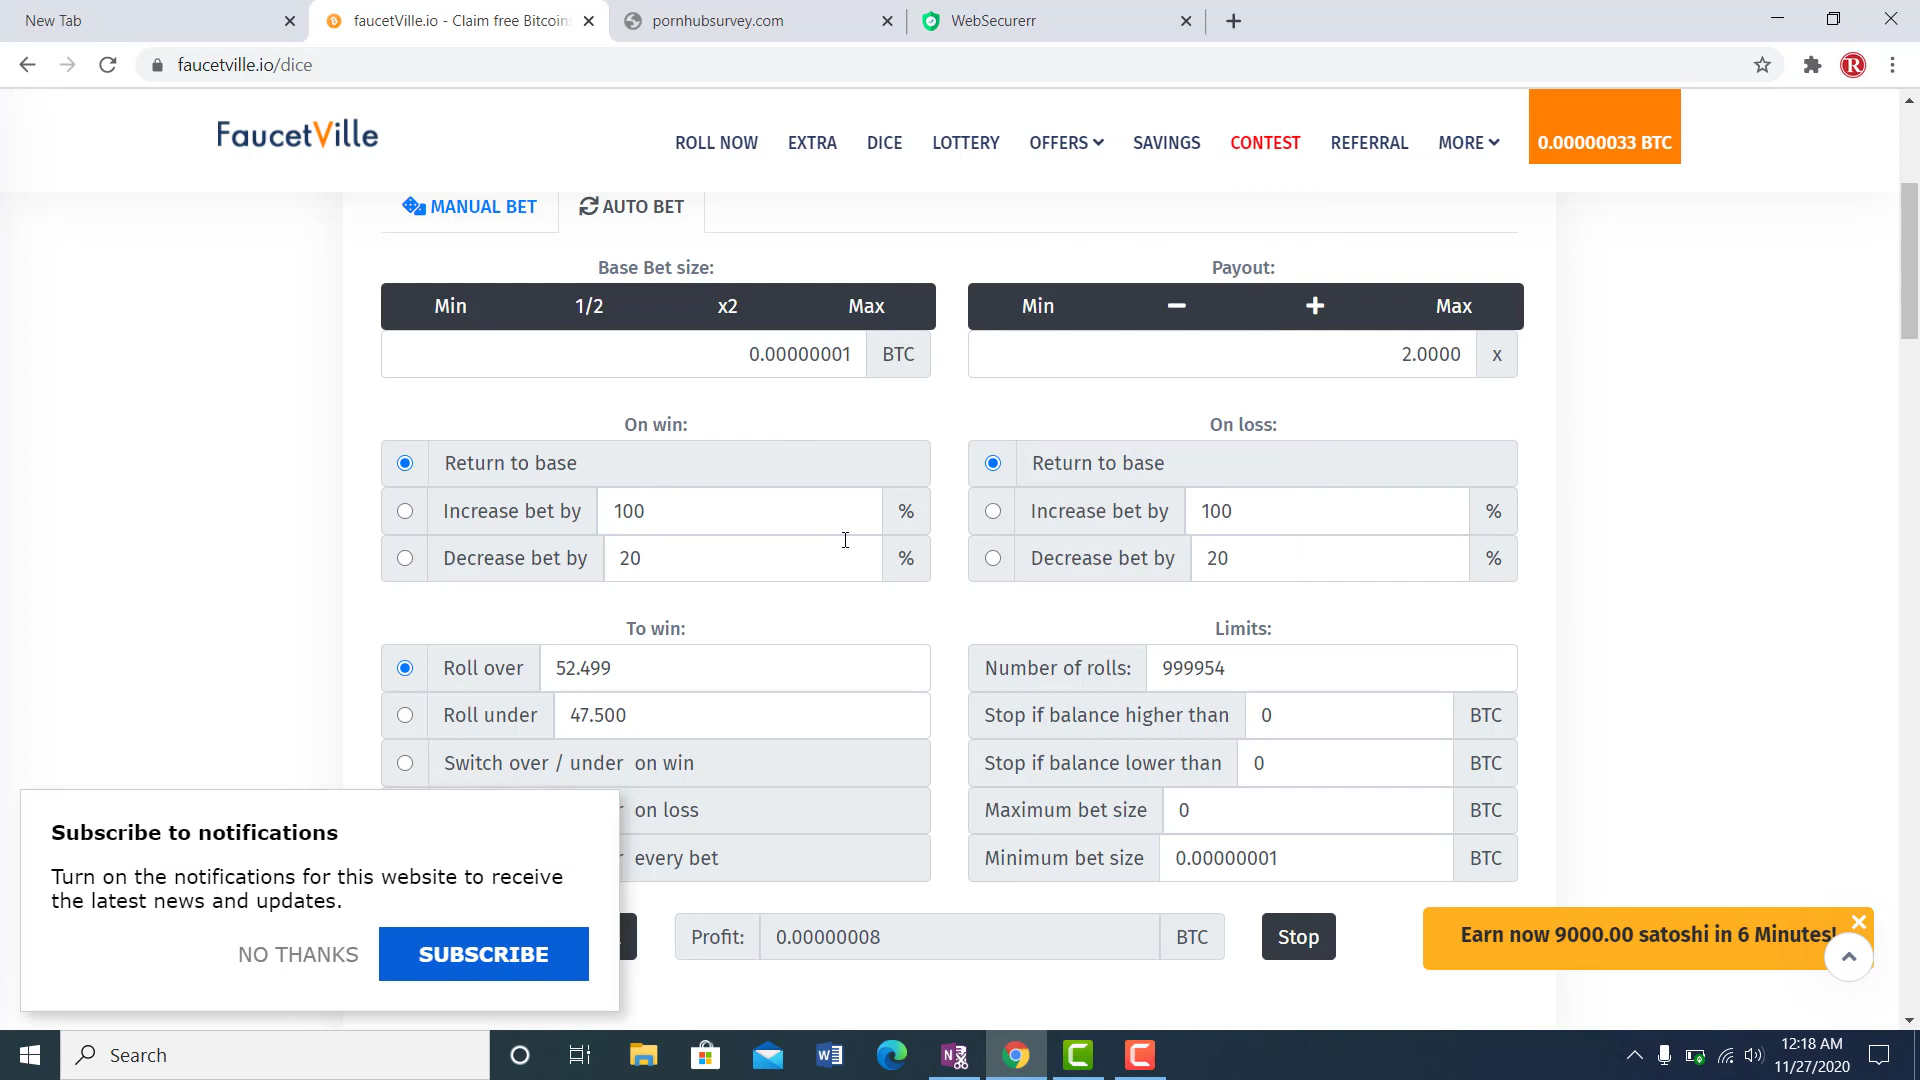 New Tab
faucetVille.io - Claim free Bitcoin
pornhubsurvey.com
WebSecurerr
faucetville.io/dice
R
FaucetVille
ROLL NOW EXTRA DICE LOTTERY OFFERS SAVINGS CONTEST REFERRAL MORE 0.00000033 BTC
MANUAL BET AUTO BET
Base Bet size: Payout:
Min 1/2 x2 Max Min Max
0.00000001 BTC 2.0000 x
On win: On loss:
Return to base Return to base
Increase bet by 100 % Increase bet by 100 %
Decrease bet by 20 % Decrease bet by 20 %
To win: Limits:
Roll over 52.499 Number of rolls: 999954
Roll under 47.500 Stop if balance higher than 0 BTC
Switch over / under on win Stop if balance lower than 0 BTC
on loss Maximum bet size 0 BTC
every bet Minimum bet size 0.00000001 BTC
Subscribe to notifications
Turn on the notifications for this website to receive
the latest news and updates.
NO THANKS SUBSCRIBE
Profit: 0.00000008 BTC Stop
Earn now 9000.00 satoshi in 6 Minutes!
Search
12:18 AM
11/27/2020